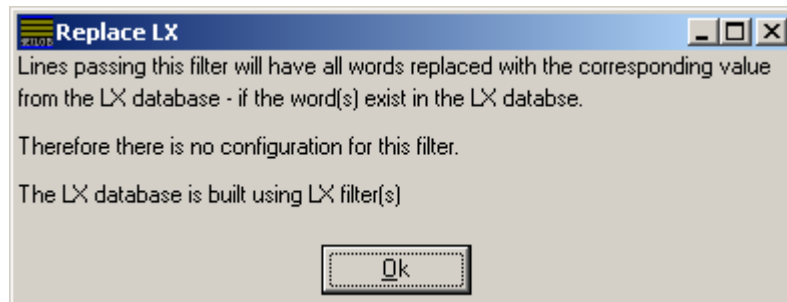 Replace LX
Lines passing this filter will have all words replaced with the corresponding value
from the LX database - if the word(s) exist in the LX databse.
Therefore there is no configuration for this filter.
The LX database is built using LX filter(s)
Ok